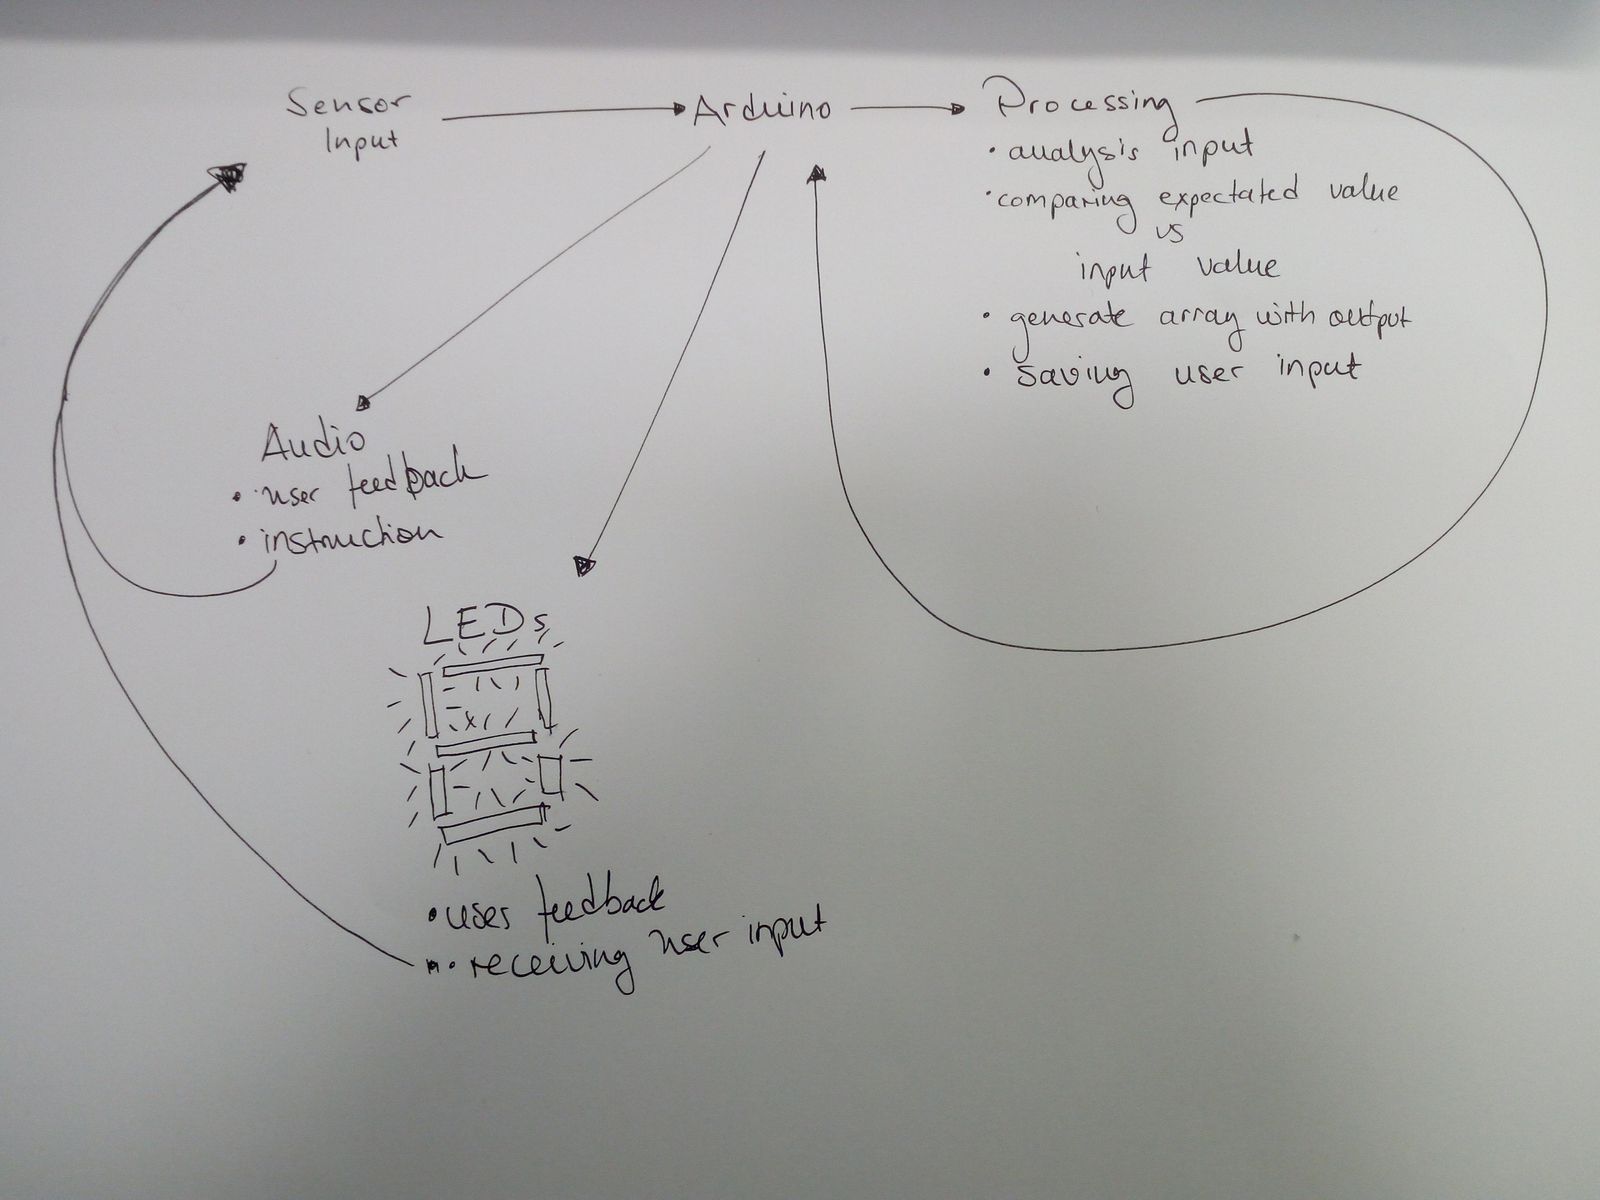 Sensor
Input
Arduino
Processing
• analysis input
• comparing expectated value
vs
input value
• generate array with output
• saving user input
Audio
• user feedback
• instruction
LEDs
• uses feedback
• receiving user input